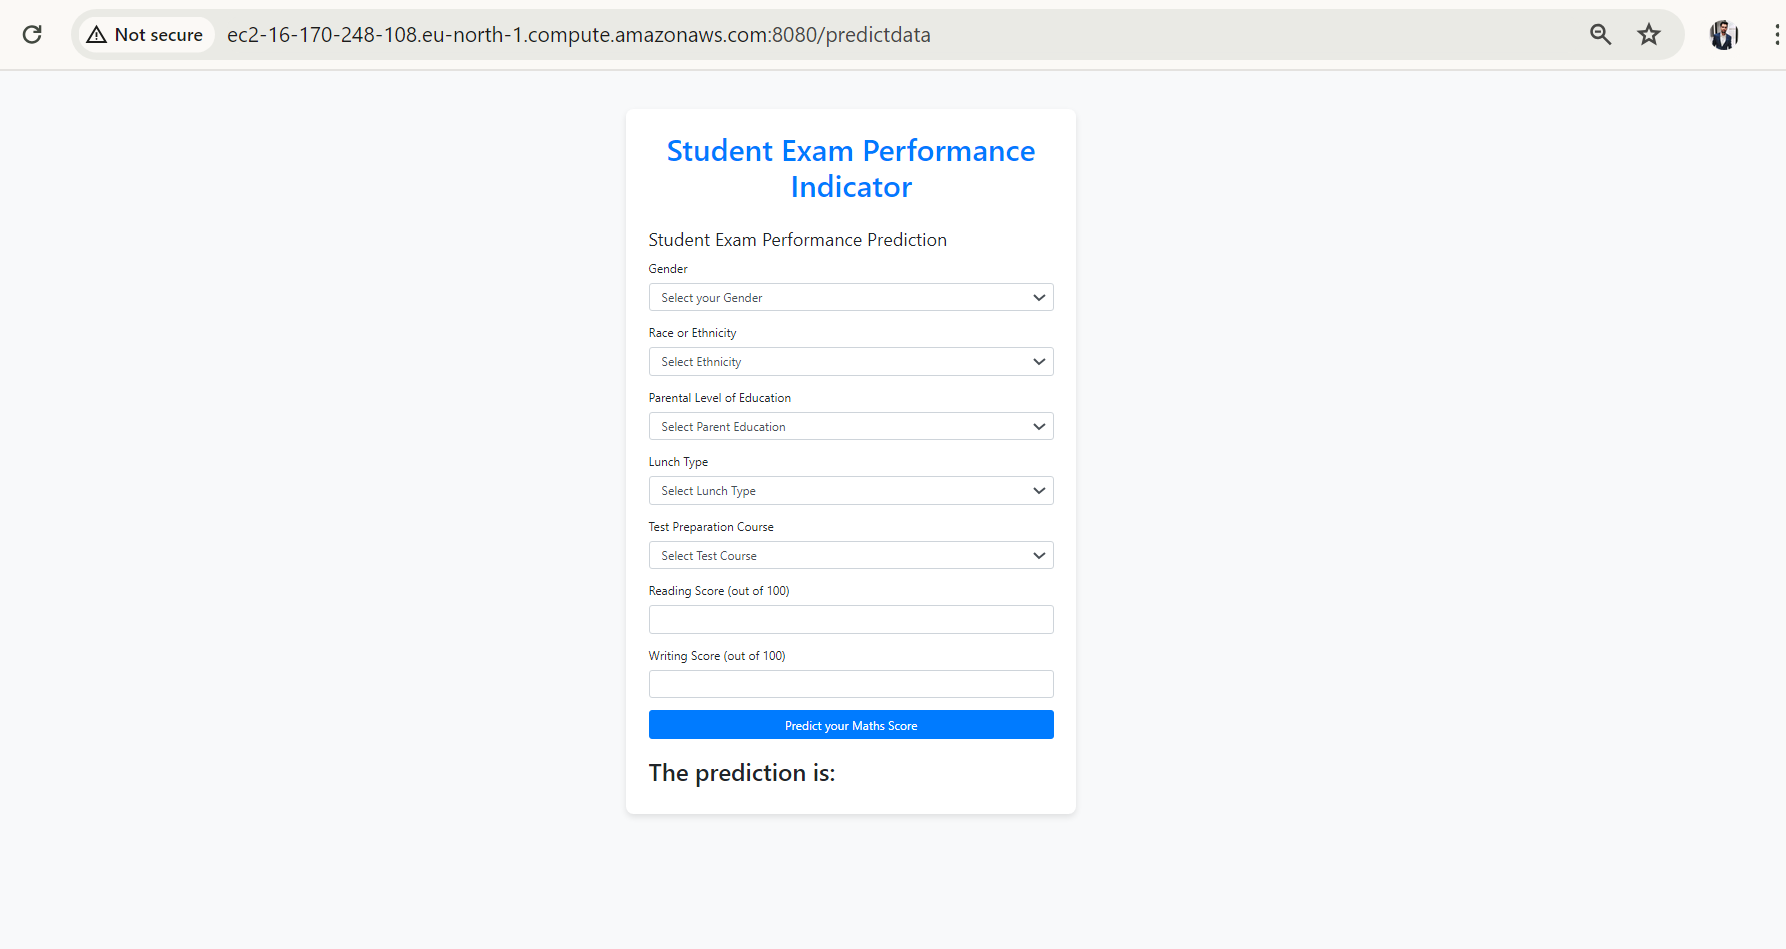 Not secure ec2-16-170-248-108.eu-north-1.compute.amazonaws.com:8080/predictdata
Student Exam Performance
Indicator
Student Exam Performance Prediction
Gender
Select your Gender
Race or Ethnicity
Select Ethnicity
Parental Level of Education
Select Parent Education
Lunch Type
Select Lunch Type
Test Preparation Course
Select Test Course
Reading Score (out of 100)
Writing Score (out of 100)
Predict your Maths Score
The prediction is: